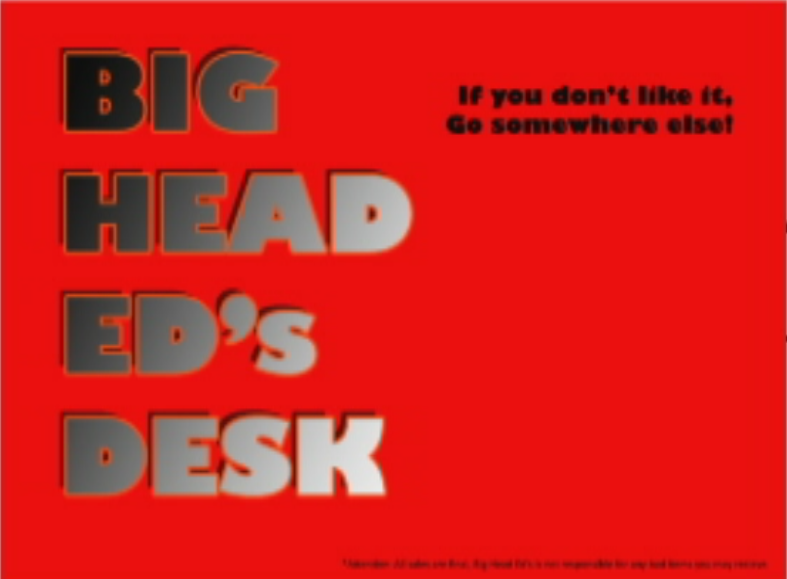 BIG
HEAD
ED's
DESK
If you don't like it,
Go somewhere else!
All sales are final. Big Head Ed's is not responsible for any bad items you may receive